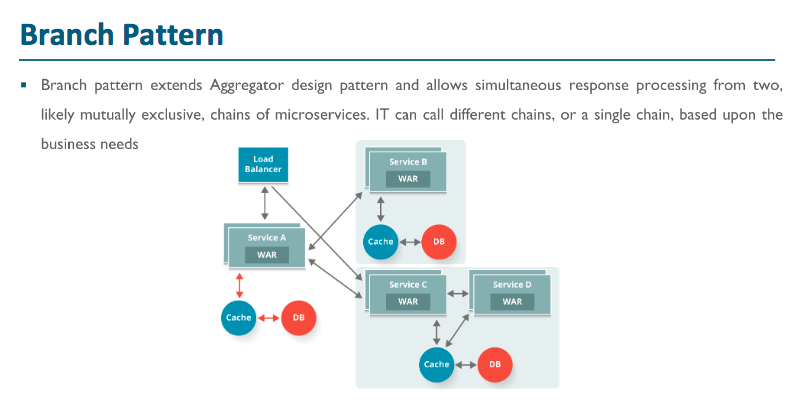 Branch Pattern
▪ Branch pattern extends Aggregator design pattern and allows simultaneous response processing from two,
likely mutually exclusive, chains of microservices. IT can call different chains, or a single chain, based upon the
business needs
Load
Balancer
Service B
WAR
Service A
WAR
Cache
DB
Cache
DB
Service C
WAR
Service D
WAR
Cache
DB